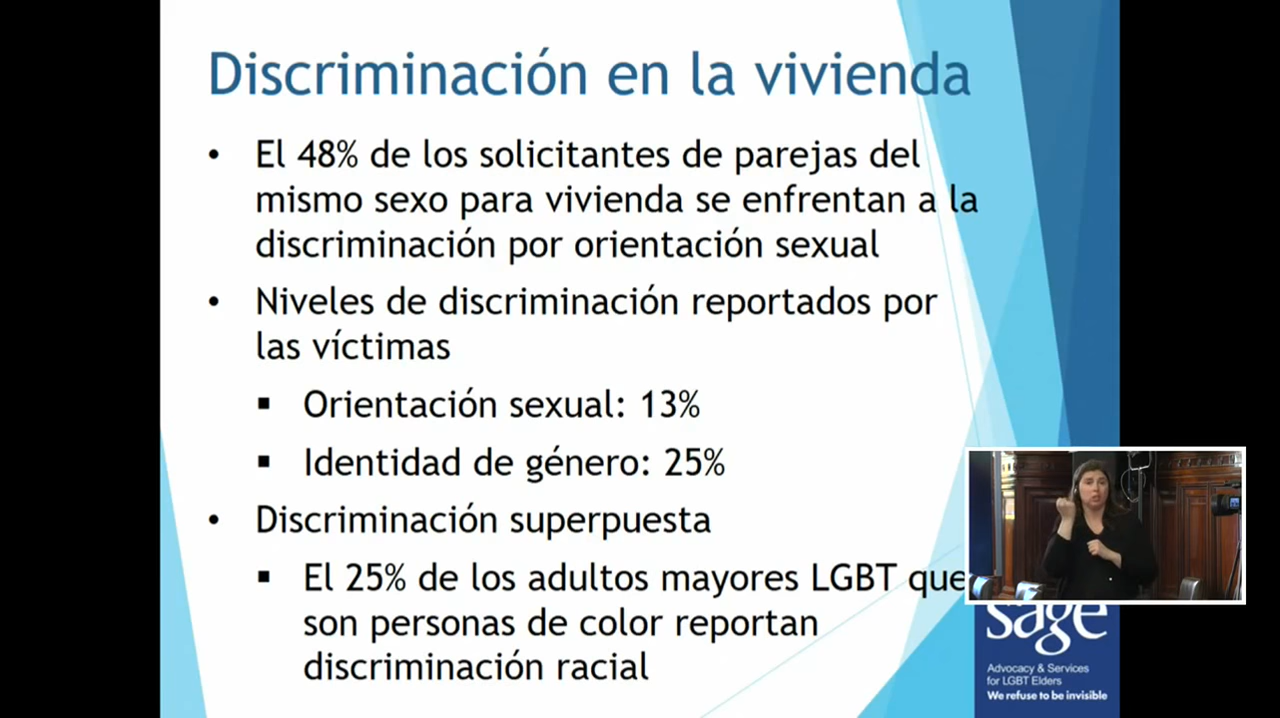 Discriminación en la vivienda
• El 48% de los solicitantes de parejas del
mismo sexo para vivienda se enfrentan a la
discriminación por orientación sexual
• Niveles de discriminación reportados por
las víctimas
▪ Orientación sexual: 13%
▪ Identidad de género: 25%
• Discriminación superpuesta
▪ El 25% de los adultos mayores LGBT que
son personas de color reportan
discriminación racial
sage
Advocacy & Services
for LGBT Elders
We refuse to be invisible